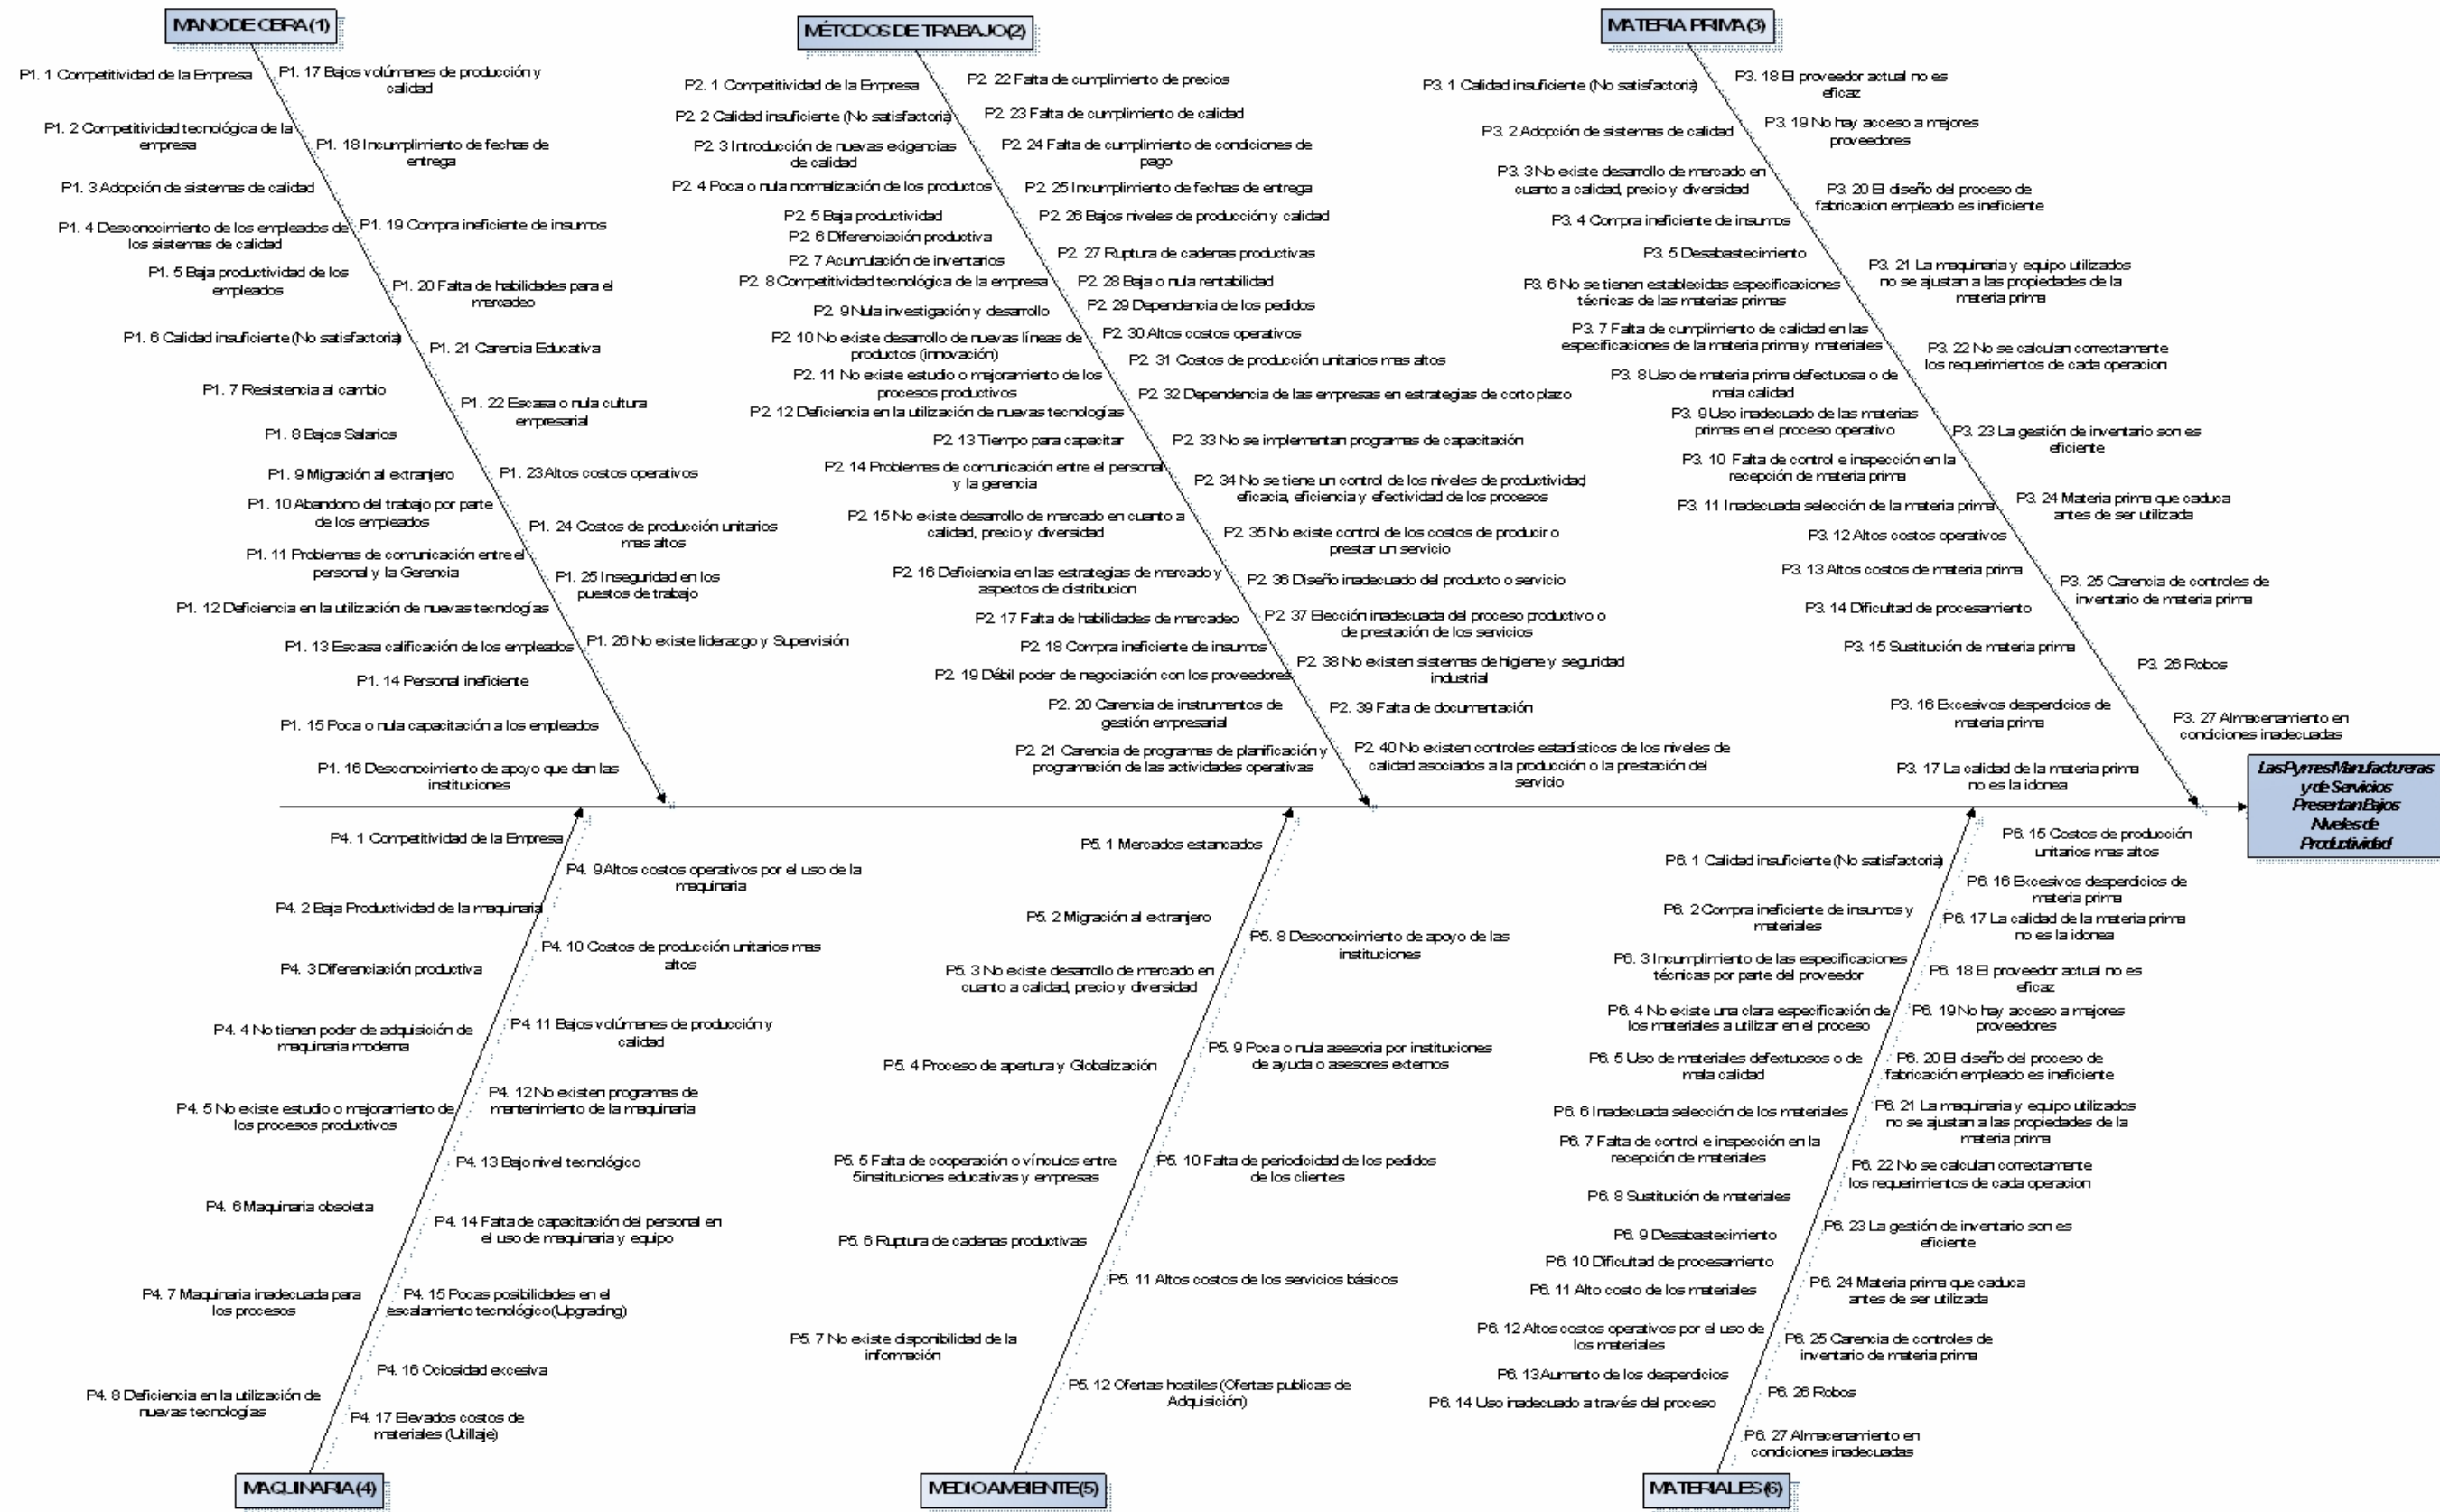 MANO DE OBRA (1)
P1. 1 Competitividad de la Empresa
P1. 2 Competitividad tecnológica de la
empresa
P1. 3 Adopción de sistemas de calidad
P1. 4 Desconocimiento de los empleados de
los sistemas de calidad
P1. 5 Baja productividad de los
empleados
P1. 6 Calidad insuficiente (No satisfactoria)
P1. 7 Resistencia al cambio
P1. 8 Bajos Salarios
P1. 9 Migración al extranjero
P1. 10 Abandono del trabajo por parte
de los empleados
P1. 11 Problemas de comunicación entre el
personal y la Gerencia
P1. 12 Deficiencia en la utilización de nuevas tecnologías
P1. 13 Escasa calificación de los empleados
P1. 14 Personal ineficiente
P1. 15 Poca o nula capacitación a los empleados
P1. 16 Desconocimiento de apoyo que dan las
instituciones
P1. 17 Bajos volúmenes de producción y
calidad
P1. 18 Incumplimiento de fechas de
entrega
P1. 19 Compra ineficiente de insumos
P1. 20 Falta de habilidades para el
mercadeo
P1. 21 Carencia Educativa
P1. 22 Escasa o nula cultura
empresarial
P1. 23 Altos costos operativos
P1. 24 Costos de producción unitarios
mas altos
P1. 25 Inseguridad en los
puestos de trabajo
P1. 26 No existe liderazgo y Supervisión
MÉTODOS DE TRABAJO (2)
P2. 1 Competitividad de la Empresa
P2. 2 Calidad insuficiente (No satisfactoria)
P2. 3 Introducción de nuevas exigencias
de calidad
P2. 4 Poca o nula normalización de los productos
P2. 5 Baja productividad
P2. 6 Diferenciación productiva
P2. 7 Acumulación de inventarios
P2. 8 Competitividad tecnológica de la empresa
P2. 9 Nula investigación y desarrollo
P2. 10 No existe desarrollo de nuevas líneas de
productos (innovación)
P2. 11 No existe estudio o mejoramiento de los
procesos productivos
P2. 12 Deficiencia en la utilización de nuevas tecnologías
P2. 13 Tiempo para capacitar
P2. 14 Problemas de comunicación entre el personal
y la gerencia
P2. 15 No existe desarrollo de mercado en cuanto a
calidad, precio y diversidad
P2. 16 Deficiencia en las estrategias de mercado y
aspectos de distribucion
P2. 17 Falta de habilidades de mercadeo
P2. 18 Compra ineficiente de insumos
P2. 19 Débil poder de negociación con los proveedores
P2. 20 Carencia de instrumentos de
gestión empresarial
P2. 21 Carencia de programas de planificación y
programación de las actividades operativas
P2. 22 Falta de cumplimiento de precios
P2. 23 Falta de cumplimiento de calidad
P2. 24 Falta de cumplimiento de condiciones de
pago
P2. 25 Incumplimiento de fechas de entrega
P2. 26 Bajos niveles de producción y calidad
P2. 27 Ruptura de cadenas productivas
P2. 28 Baja o nula rentabilidad
P2. 29 Dependencia de los pedidos
P2. 30 Altos costos operativos
P2. 31 Costos de producción unitarios mas altos
P2. 32 Dependencia de las empresas en estrategias de corto plazo
P2. 33 No se implementan programas de capacitación
P2. 34 No se tiene un control de los niveles de productividad,
eficacia, eficiencia y efectividad de los procesos
P2. 35 No existe control de los costos de producir o
prestar un servicio
P2. 36 Diseño inadecuado del producto o servicio
P2. 37 Elección inadecuada del proceso productivo o
de prestación de los servicios
P2. 38 No existen sistemas de higiene y seguridad
industrial
P2. 39 Falta de documentación
P2. 40 No existen controles estadísticos de los niveles de
calidad asociados a la producción o la prestación del
servicio
MATERIA PRIMA (3)
P3. 1 Calidad insuficiente (No satisfactoria)
P3. 2 Adopción de sistemas de calidad
P3. 3 No existe desarrollo de mercado en
cuanto a calidad, precio y diversidad
P3. 4 Compra ineficiente de insumos
P3. 5 Desabastecimiento
P3. 6 No se tienen establecidas especificaciones
técnicas de las materias primas
P3. 7 Falta de cumplimiento de calidad en las
especificaciones de la materia prima y materiales
P3. 8 Uso de materia prima defectuosa o de
mala calidad
P3. 9 Uso inadecuado de las materias
primas en el proceso operativo
P3. 10 Falta de control e inspección en la
recepción de materia prima
P3. 11 Inadecuada selección de la materia prima
P3. 12 Altos costos operativos
P3. 13 Altos costos de materia prima
P3. 14 Dificultad de procesamiento
P3. 15 Sustitución de materia prima
P3. 16 Excesivos desperdicios de
materia prima
P3. 17 La calidad de la materia prima
no es la idonea
P3. 18 El proveedor actual no es
eficaz
P3. 19 No hay acceso a mejores
proveedores
P3. 20 El diseño del proceso de
fabricacion empleado es ineficiente
P3. 21 La maquinaria y equipo utilizados
no se ajustan a las propiedades de la
materia prima
P3. 22 No se calculan correctamente
los requerimientos de cada operacion
P3. 23 La gestión de inventario son es
eficiente
P3. 24 Materia prima que caduca
antes de ser utilizada
P3. 25 Carencia de controles de
inventario de materia prima
P3. 26 Robos
P3. 27 Almacenamiento en
condiciones inadecuadas
Las Pymes Manufactureras
y de Servicios
Presentan Bajos
Niveles de
Productividad
P4. 1 Competitividad de la Empresa
P4. 2 Baja Productividad de la maquinaria
P4. 3 Diferenciación productiva
P4. 4 No tienen poder de adquisición de
maquinaria moderna
P4. 5 No existe estudio o mejoramiento de
los procesos productivos
P4. 6 Maquinaria obsoleta
P4. 7 Maquinaria inadecuada para
los procesos
P4. 8 Deficiencia en la utilización de
nuevas tecnologías
P4. 9 Altos costos operativos por el uso de la
maquinaria
P4. 10 Costos de producción unitarios mas
altos
P4 11 Bajos volúmenes de producción y
calidad
P4. 12 No existen programas de
mantenimiento de la maquinaria
P4. 13 Bajo nivel tecnológico
P4. 14 Falta de capacitación del personal en
el uso de maquinaria y equipo
P4. 15 Pocas posibilidades en el
escalamiento tecnológico (Upgrading)
P4. 16 Ociosidad excesiva
P4. 17 Elevados costos de
materiales (Utillaje)
MAQUINARIA (4)
P5. 1 Mercados estancados
P5. 2 Migración al extranjero
P5. 3 No existe desarrollo de mercado en
cuanto a calidad, precio y diversidad
P5. 4 Proceso de apertura y Globalización
P5. 5 Falta de cooperación o vínculos entre
5instituciones educativas y empresas
P5. 6 Ruptura de cadenas productivas
P5. 7 No existe disponibilidad de la
información
P5. 8 Desconocimiento de apoyo de las
instituciones
P5. 9 Poca o nula asesoria por instituciones
de ayuda o asesores externos
P5. 10 Falta de periodicidad de los pedidos
de los clientes
P5. 11 Altos costos de los servicios básicos
P5. 12 Ofertas hostiles (Ofertas publicas de
Adquisición)
MEDIO AMBIENTE (5)
P6. 1 Calidad insuficiente (No satisfactoria)
P6. 2 Compra ineficiente de insumos y
materiales
P6. 3 Incumplimiento de las especificaciones
técnicas por parte del proveedor
P6. 4 No existe una clara especificación de
los materiales a utilizar en el proceso
P6. 5 Uso de materiales defectuosos o de
mala calidad
P6. 6 Inadecuada selección de los materiales
P6. 7 Falta de control e inspección en la
recepción de materiales
P6. 8 Sustitución de materiales
P6. 9 Desabastecimiento
P6. 10 Dificultad de procesamiento
P6. 11 Alto costo de los materiales
P6. 12 Altos costos operativos por el uso de
los materiales
P6. 13 Aumento de los desperdicios
P6. 14 Uso inadecuado a través del proceso
P6. 15 Costos de producción
unitarios mas altos
P6. 16 Excesivos desperdicios de
materia prima
P6. 17 La calidad de la materia prima
no es la idonea
P6. 18 El proveedor actual no es
eficaz
P6. 19 No hay acceso a mejores
proveedores
P6. 20 El diseño del proceso de
fabricación empleado es ineficiente
P6. 21 La maquinaria y equipo utilizados
no se ajustan a las propiedades de la
materia prima
P6. 22 No se calculan correctamente
los requerimientos de cada operacion
P6. 23 La gestión de inventario son es
eficiente
P6. 24 Materia prima que caduca
antes de ser utilizada
P6. 25 Carencia de controles de
inventario de materia prima
P6. 26 Robos
P6. 27 Almacenamiento en
condiciones inadecuadas
MATERIALES (6)